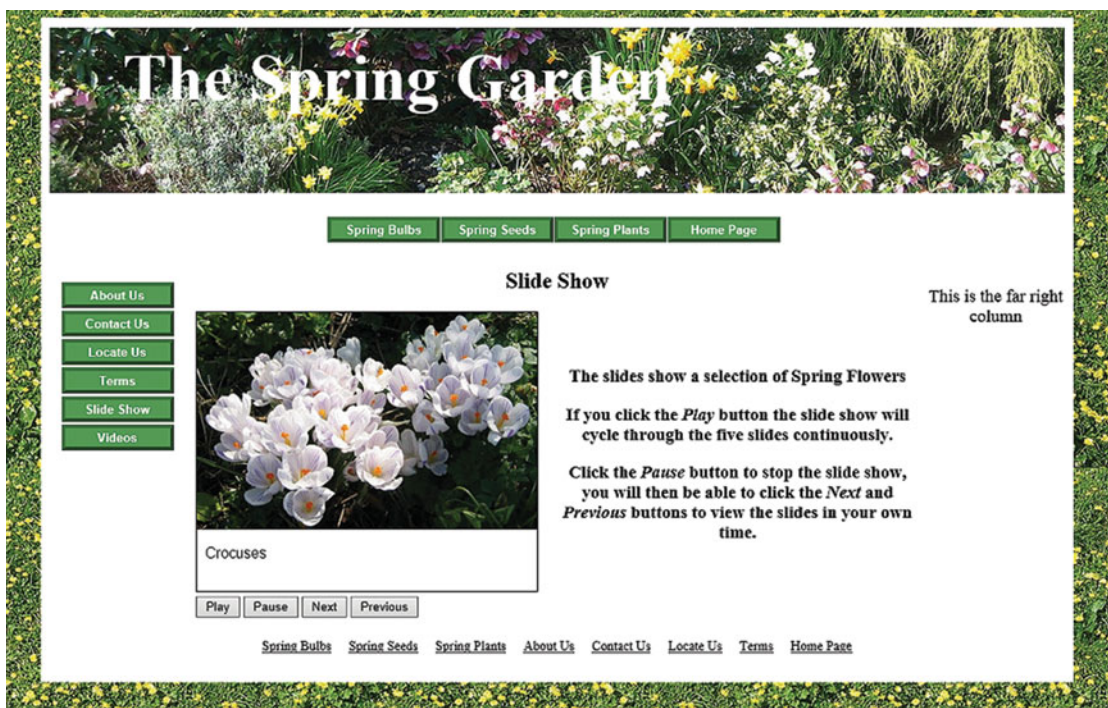 The Spring Garden
Spring Bulbs Spring Seeds Spring Plants Home Page
About Us
Contact Us
Locate Us
Terms
Slide Show
Videos
Slide Show
Crocuses
Play Pause Next Previous
The slides show a selection of Spring Flowers
If you click the Play button the slide show will
cycle through the five slides continuously.
Click the Pause button to stop the slide show,
you will then be able to click the Next and
Previous buttons to view the slides in your own
time.
This is the far right
column
Spring Bulbs Spring Seeds Spring Plants About Us Contact Us Locate Us Terms Home Page